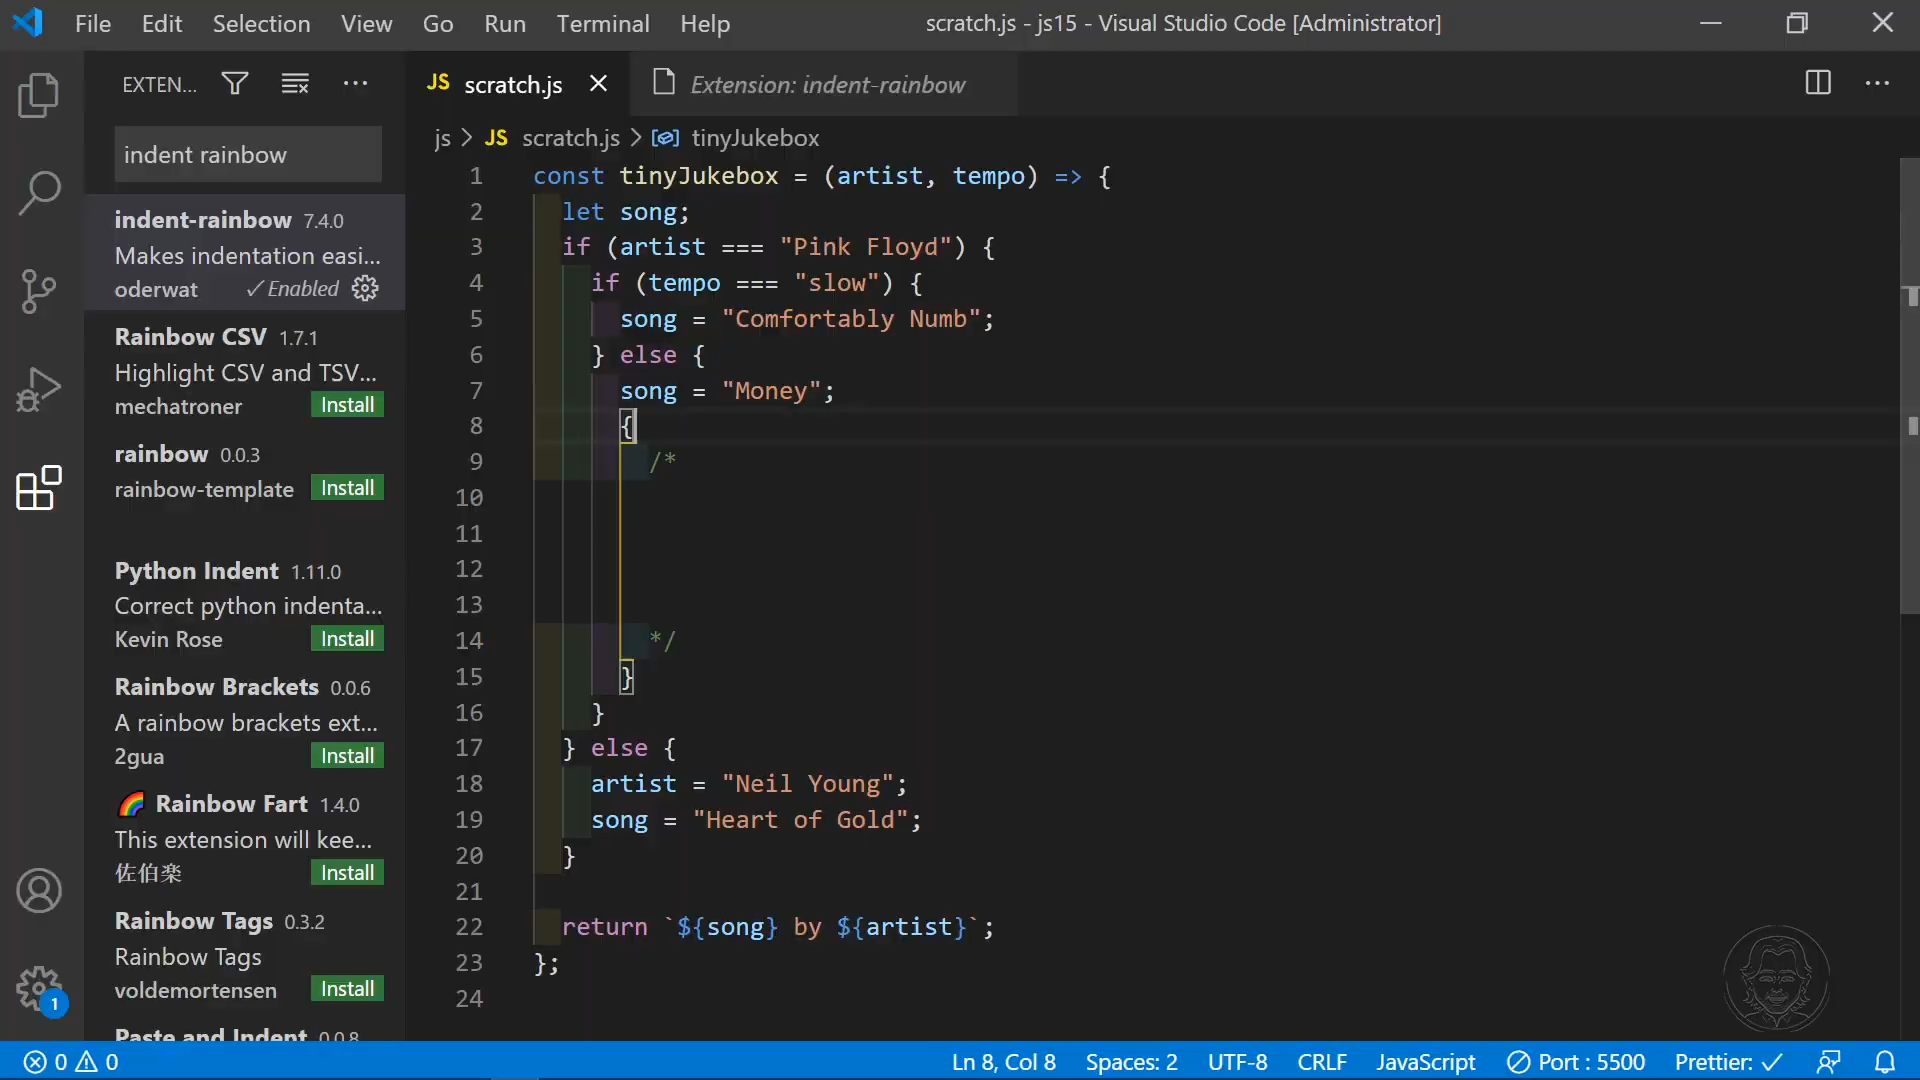 File Edit Selection View Go Run Terminal Help scratch.js - js15 - Visual Studio Code [Administrator]
EXTEN...
JS scratch.js
Extension: indent-rainbow
indent rainbow
indent-rainbow 7.4.0
Makes indentation easi...
oderwat ✓Enabled
Rainbow CSV 1.7.1
Highlight CSV and TSV...
mechatroner Install
rainbow 0.0.3
rainbow-template Install
Python Indent 1.11.0
Correct python indenta...
Kevin Rose Install
Rainbow Brackets 0.0.6
A rainbow brackets ext...
2gua Install
🌈 Rainbow Fart 1.4.0
This extension will kee...
佐伯楽 Install
Rainbow Tags 0.3.2
Rainbow Tags
voldemortensen Install
Paste and Indent 0.0.8
js > JS scratch.js > tinyJukebox
1 const tinyJukebox = (artist, tempo) => {
2 let song;
3 if (artist === "Pink Floyd") {
4 if (tempo === "slow") {
5 song = "Comfortably Numb";
6 } else {
7 song = "Money";
8 {
9 /*
10
11
12
13
14 */
15 }
16 }
17 } else {
18 artist = "Neil Young";
19 song = "Heart of Gold";
20 }
21
22 return `${song} by ${artist}`;
23 };
24
1
0 0 Ln 8, Col 8 Spaces: 2 UTF-8 CRLF JavaScript Port : 5500 Prettier: ✓